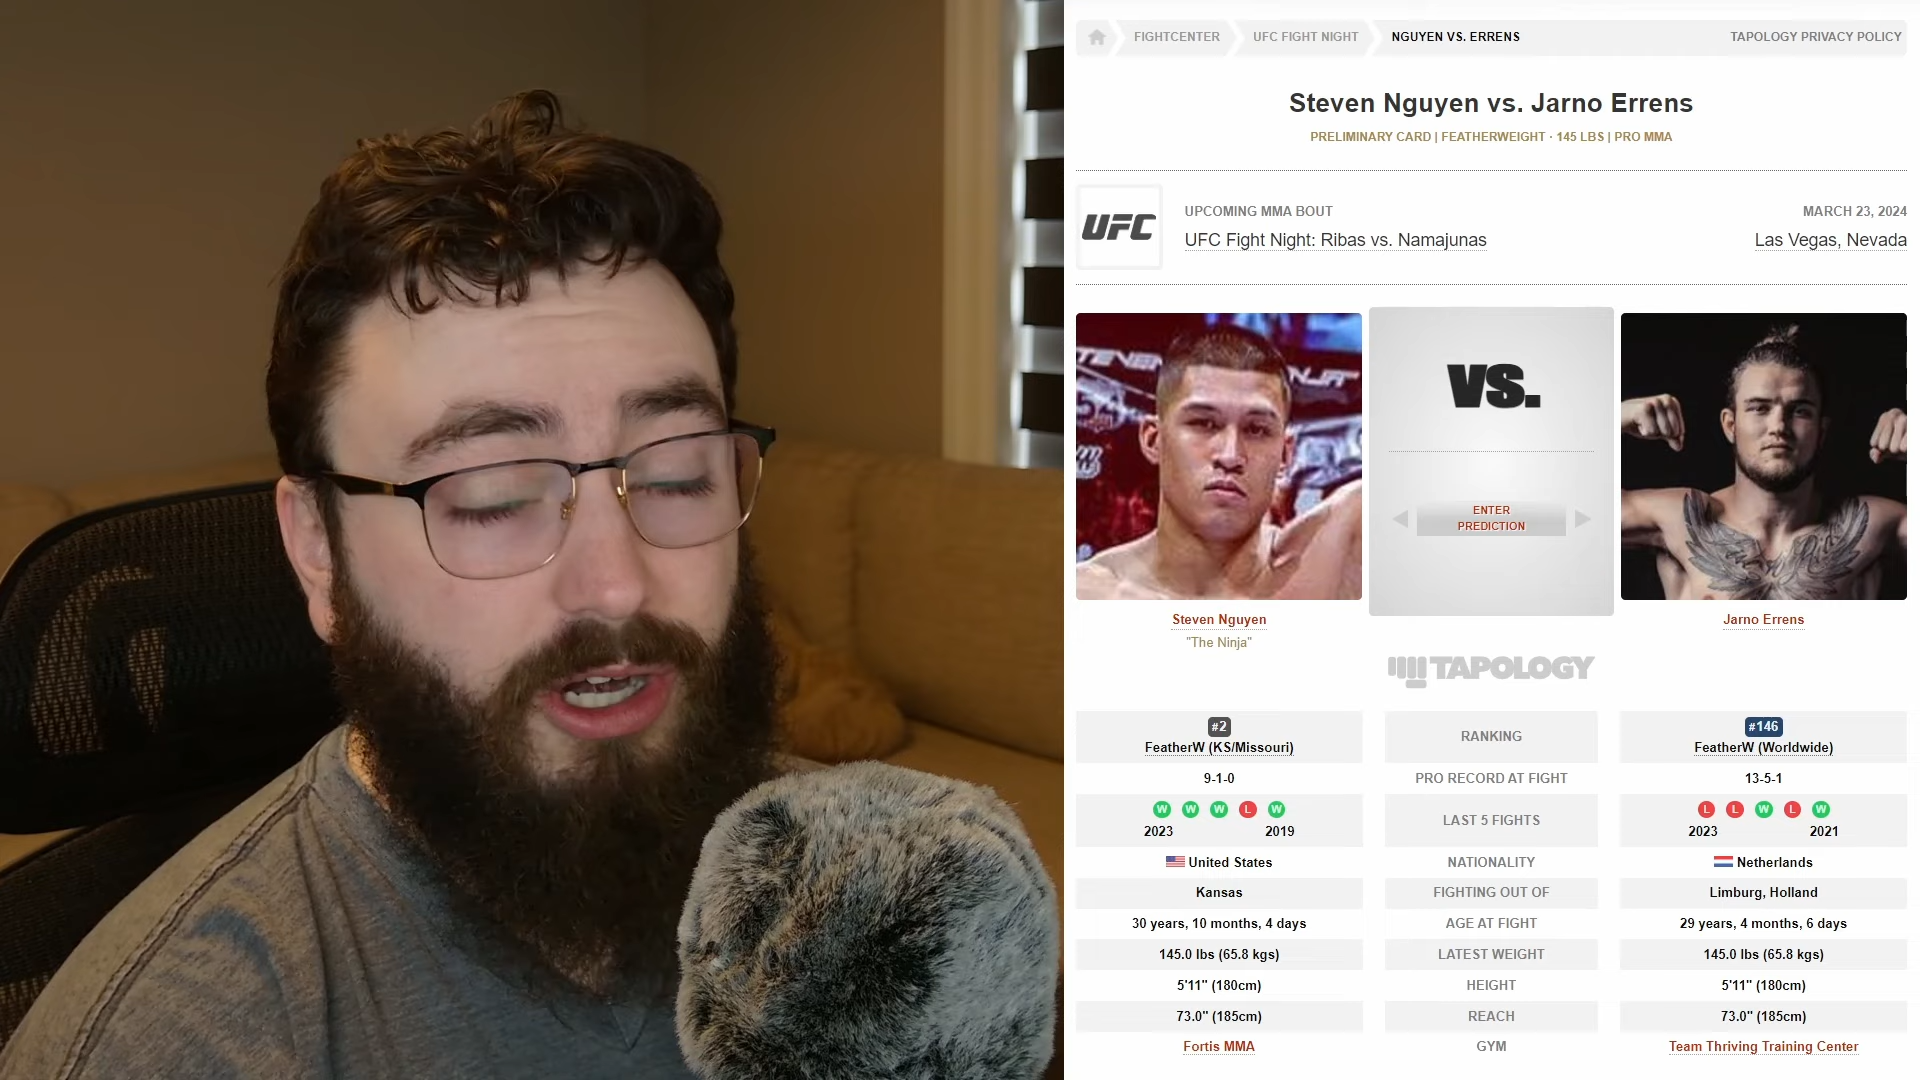 FIGHTCENTER UFC FIGHT NIGHT NGUYEN VS. ERRENS TAPOLOGY PRIVACY POLICY
Steven Nguyen vs. Jarno Errens
PRELIMINARY CARD | FEATHERWEIGHT · 145 LBS | PRO MMA
UFC
UPCOMING MMA BOUT MARCH 23, 2024
UFC Fight Night: Ribas vs. Namajunas Las Vegas, Nevada
VS.
ENTER
PREDICTION
Steven Nguyen Jarno Errens
"The Ninja"
TAPOLOGY
#2 #146
FeatherW (KS/Missouri) RANKING FeatherW (Worldwide)
9-1-0 PRO RECORD AT FIGHT 13-5-1
W W W L W LAST 5 FIGHTS L L W L W
2023 2019 2023 2021
United States NATIONALITY Netherlands
Kansas FIGHTING OUT OF Limburg, Holland
30 years, 10 months, 4 days AGE AT FIGHT 29 years, 4 months, 6 days
145.0 lbs (65.8 kgs) LATEST WEIGHT 145.0 lbs (65.8 kgs)
5'11" (180cm) HEIGHT 5'11" (180cm)
73.0" (185cm) REACH 73.0" (185cm)
Fortis MMA GYM Team Thriving Training Center